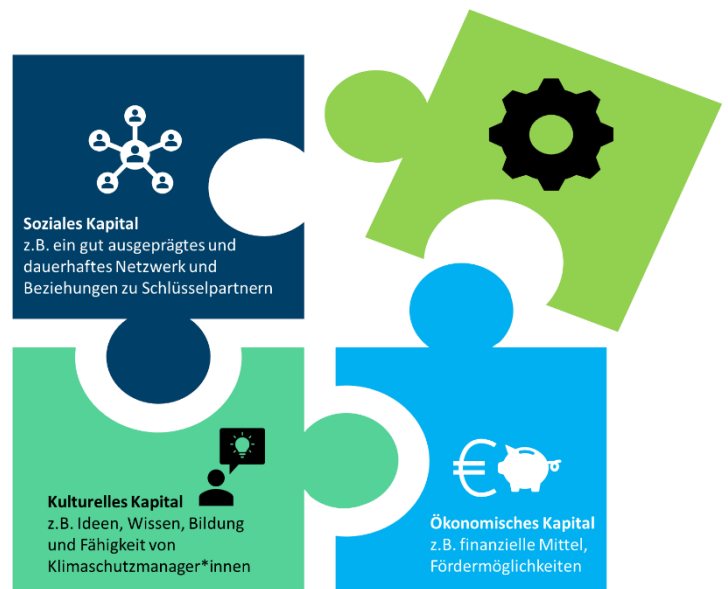 Soziales Kapital
z.B. ein gut ausgeprägtes und
dauerhaftes Netzwerk und
Beziehungen zu Schlüsselpartnern
Kulturelles Kapital
z.B. Ideen, Wissen, Bildung
und Fähigkeit von
Klimaschutzmanager*innen
Ökonomisches Kapital
z.B. finanzielle Mittel,
Fördermöglichkeiten